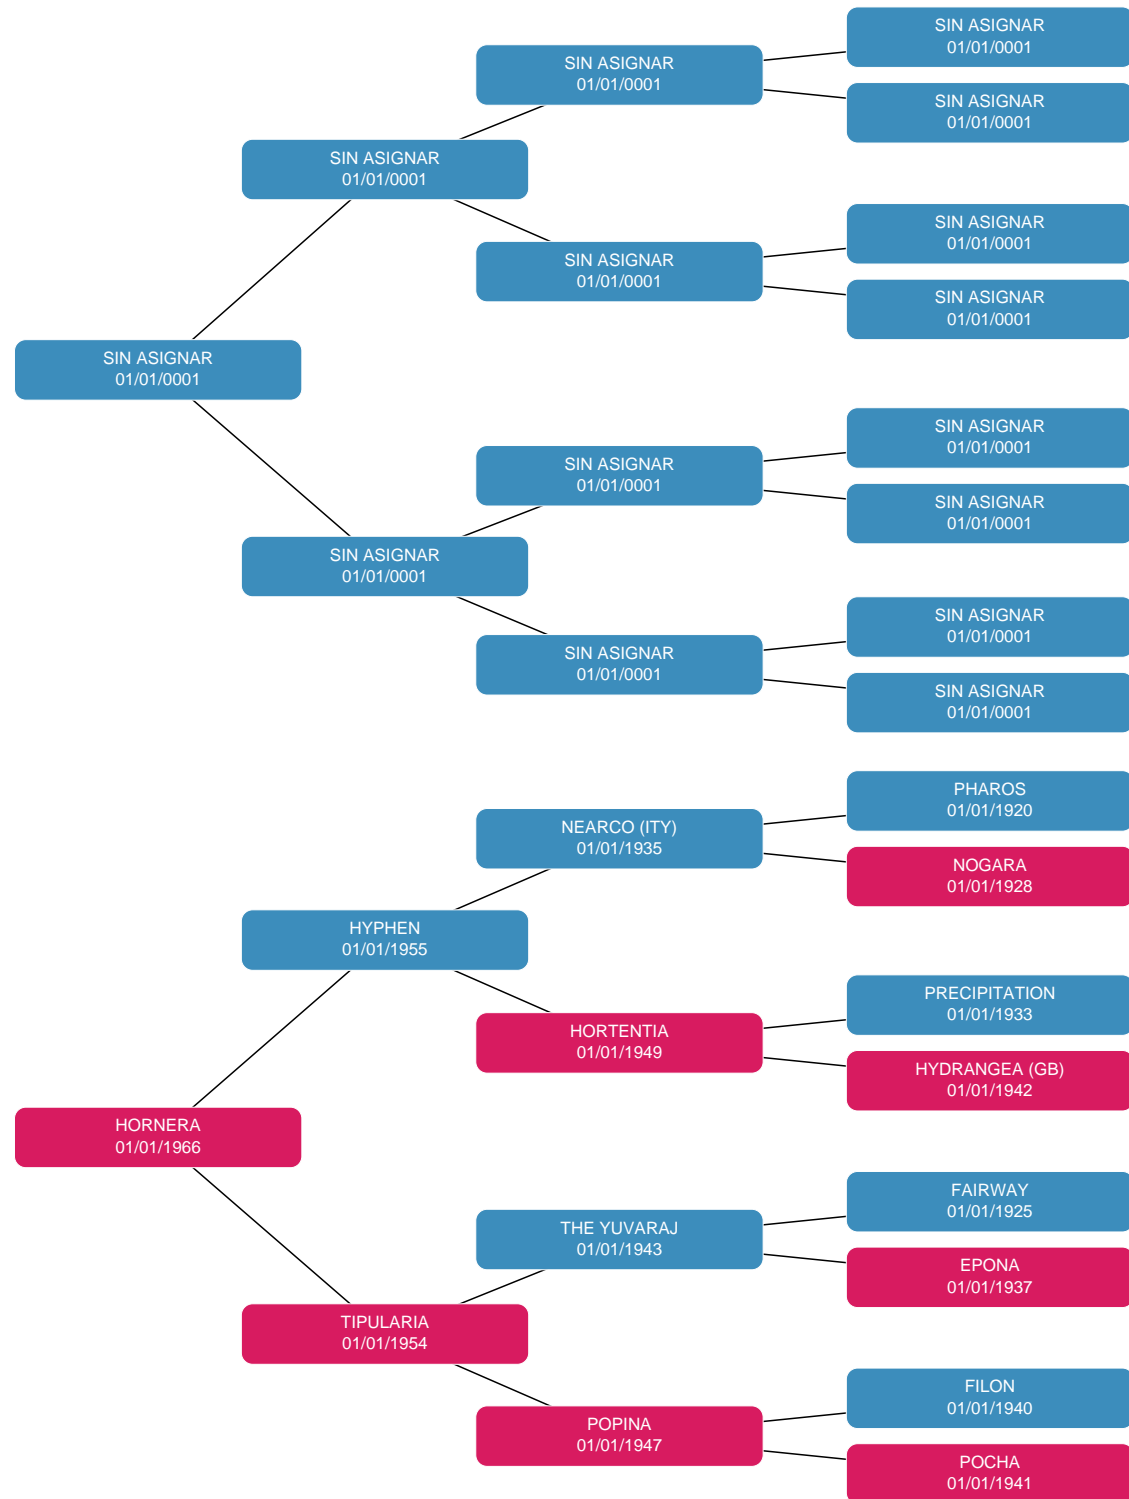 SIN ASIGNAR
01/01/0001
SIN ASIGNAR
01/01/0001
SIN ASIGNAR
01/01/0001
SIN ASIGNAR
01/01/0001
SIN ASIGNAR
01/01/0001
SIN ASIGNAR
01/01/0001
SIN ASIGNAR
01/01/0001
SIN ASIGNAR
01/01/0001
SIN ASIGNAR
01/01/0001
SIN ASIGNAR
01/01/0001
SIN ASIGNAR
01/01/0001
SIN ASIGNAR
01/01/0001
SIN ASIGNAR
01/01/0001
SIN ASIGNAR
01/01/0001
SIN ASIGNAR
01/01/0001
PHAROS
01/01/1920
NEARCO (ITY)
01/01/1935
NOGARA
01/01/1928
HYPHEN
01/01/1955
PRECIPITATION
01/01/1933
HORTENTIA
01/01/1949
HYDRANGEA (GB)
01/01/1942
HORNERA
01/01/1966
FAIRWAY
01/01/1925
THE YUVARAJ
01/01/1943
EPONA
01/01/1937
TIPULARIA
01/01/1954
FILON
01/01/1940
POPINA
01/01/1947
POCHA
01/01/1941